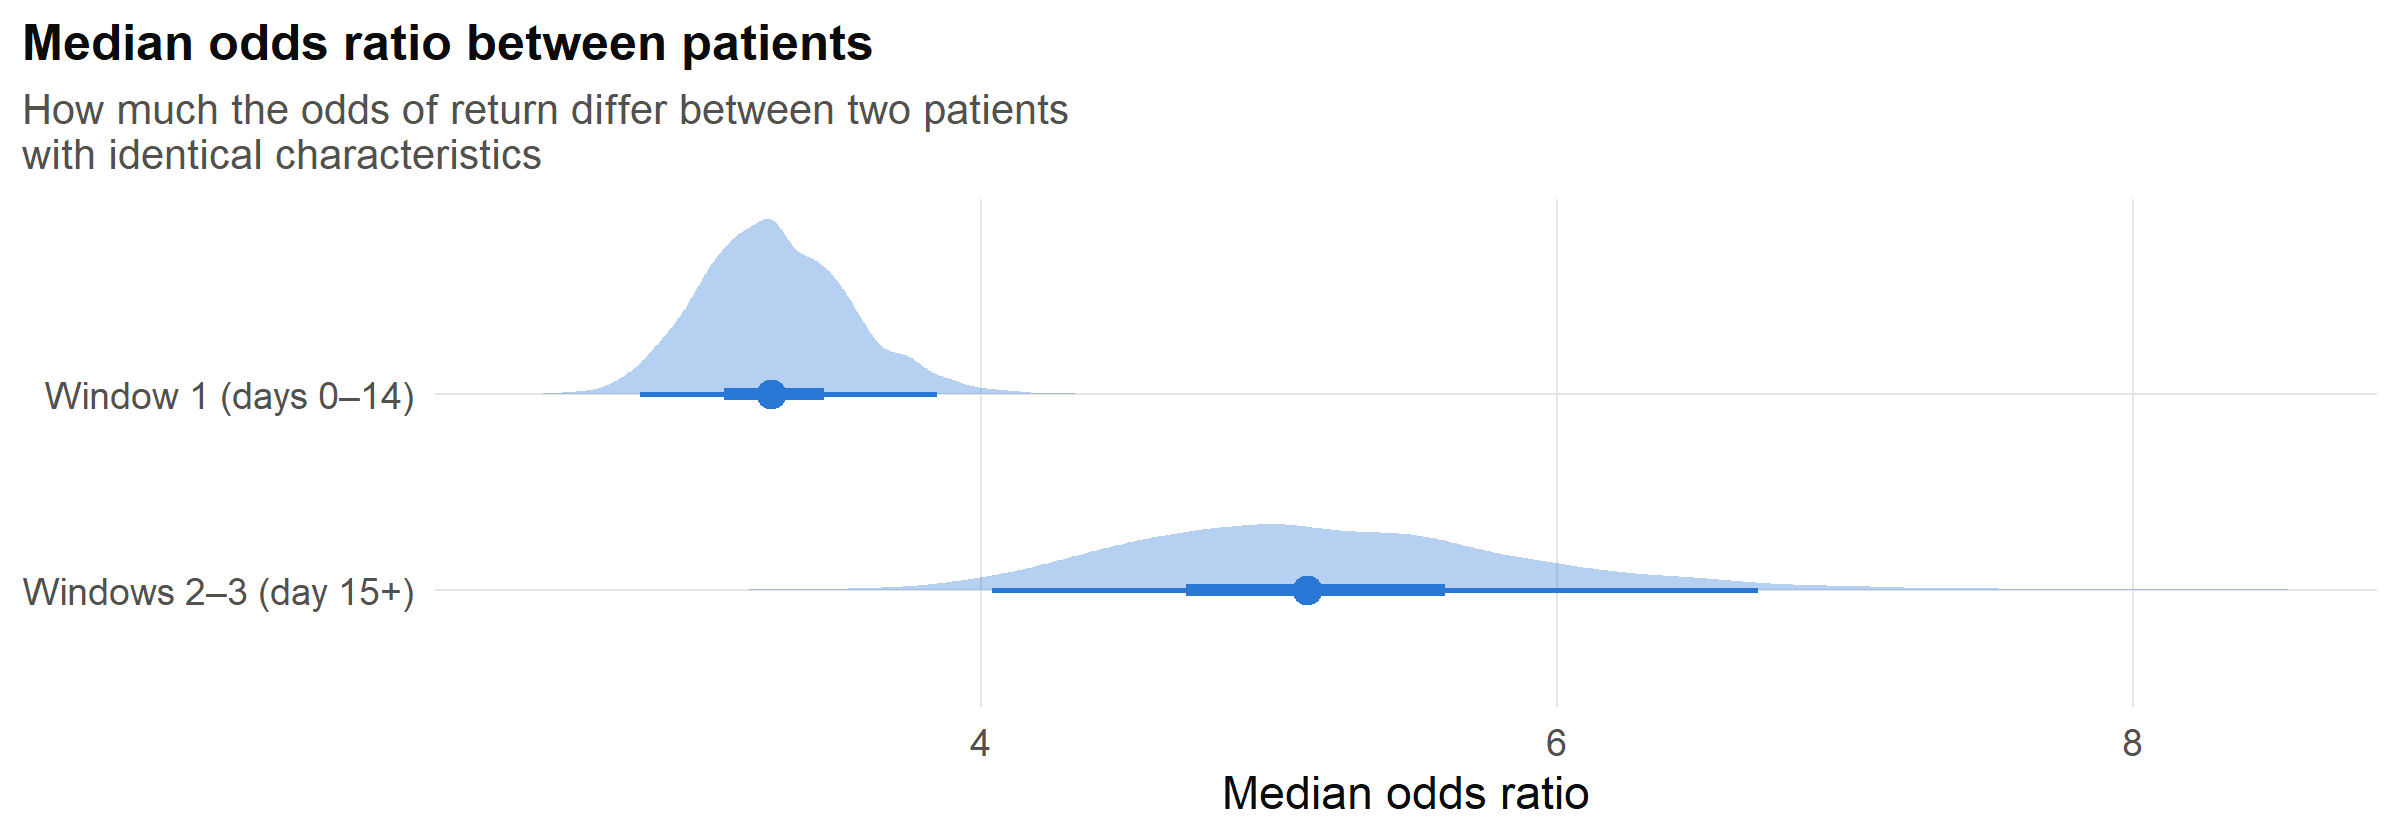 Median odds ratio between patients
How much the odds of return differ between two patients
with identical characteristics
Window 1 (days 0–14)
Windows 2–3 (day 15+)
4 6 8
Median odds ratio